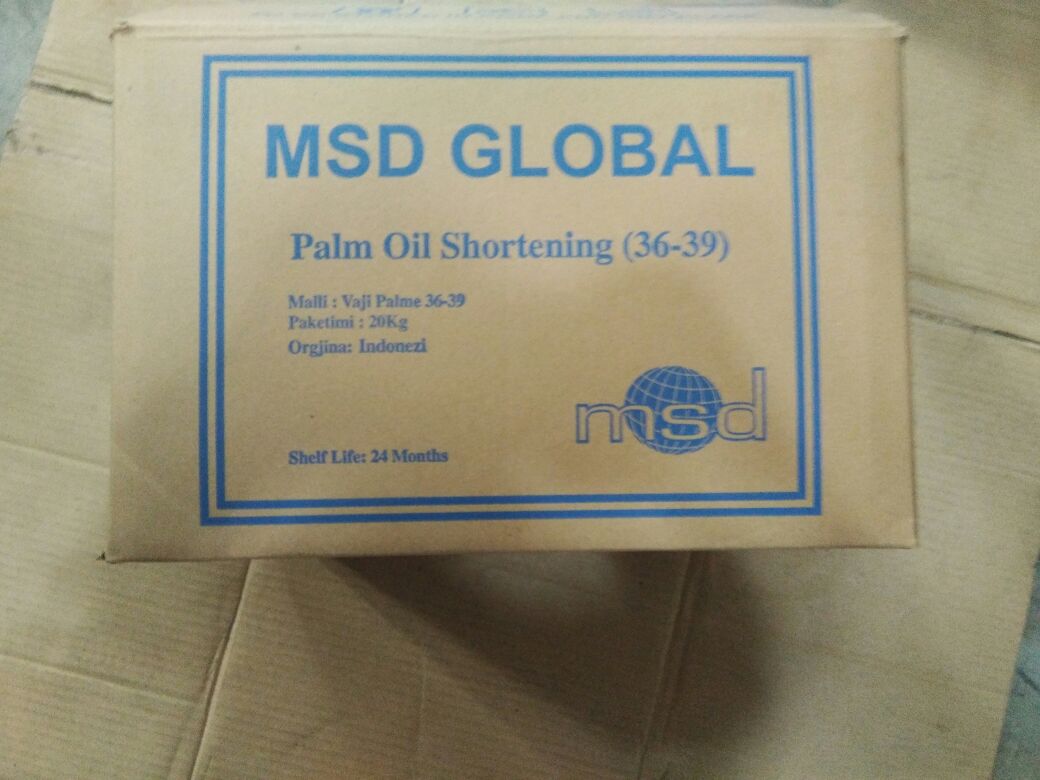 MSD GLOBAL
Palm Oil Shortening (36-39)
Malli : Vaji Palme 36-39
Paketimi : 20Kg
Orgjina: Indonezi
msd
Shelf Life: 24 Months